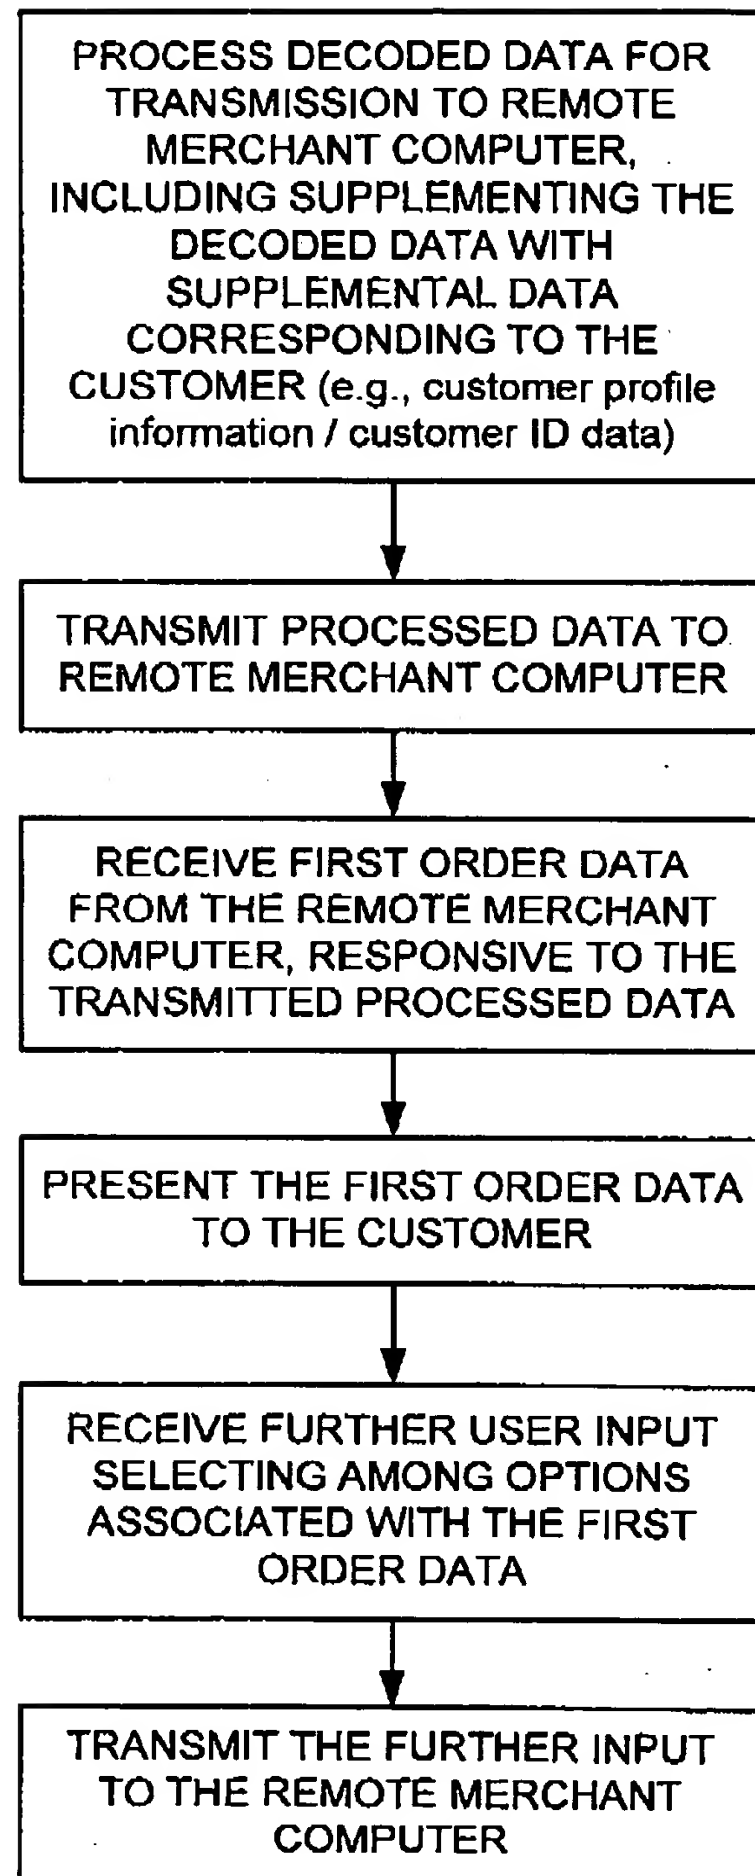 PROCESS DECODED DATA FOR
TRANSMISSION TO REMOTE
MERCHANT COMPUTER,
INCLUDING SUPPLEMENTING THE
DECODED DATA WITH
SUPPLEMENTAL DATA
CORRESPONDING TO THE
CUSTOMER (e.g., customer profile
information / customer ID data)
TRANSMIT PROCESSED DATA TO
REMOTE MERCHANT COMPUTER
RECEIVE FIRST ORDER DATA
FROM THE REMOTE MERCHANT
COMPUTER, RESPONSIVE TO THE
TRANSMITTED PROCESSED DATA
PRESENT THE FIRST ORDER DATA
TO THE CUSTOMER
RECEIVE FURTHER USER INPUT
SELECTING AMONG OPTIONS
ASSOCIATED WITH THE FIRST
ORDER DATA
TRANSMIT THE FURTHER INPUT
TO THE REMOTE MERCHANT
COMPUTER